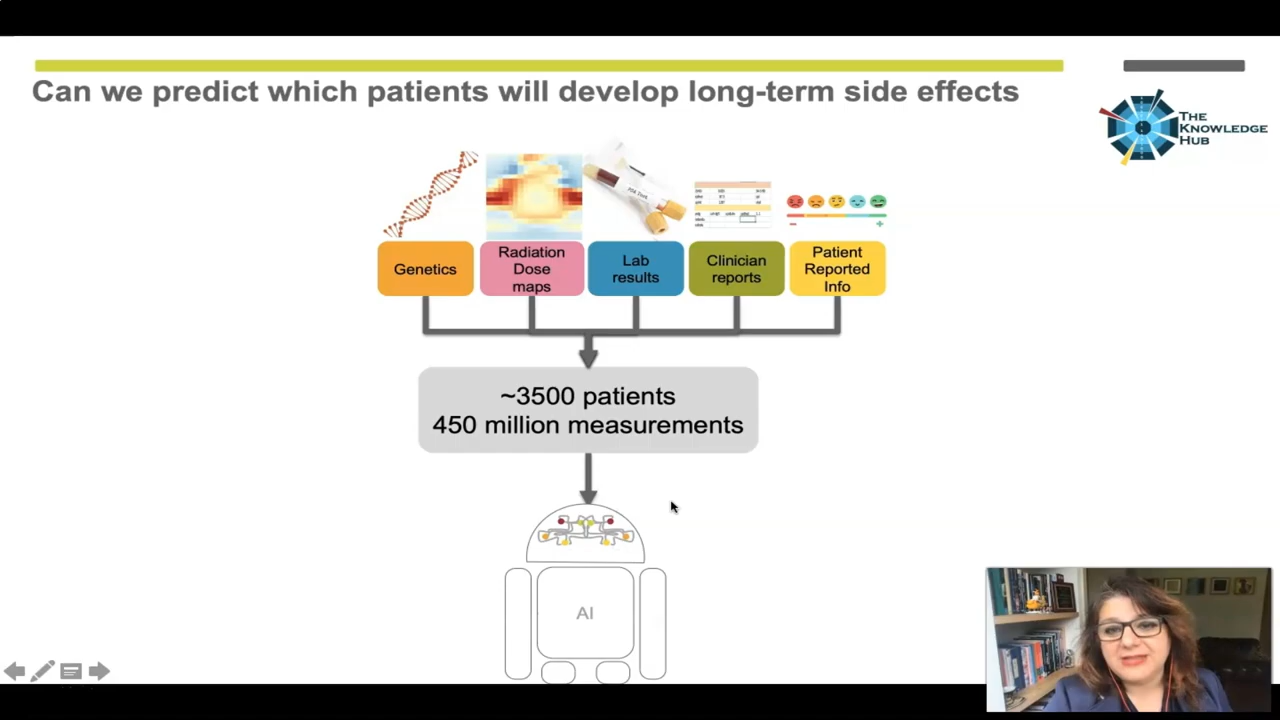 Can we predict which patients will develop long-term side effects
THE
KNOWLEDGE
HUB
Genetics
Radiation
Dose
maps
Lab
results
Clinician
reports
Patient
Reported
Info
~3500 patients
450 million measurements
AI